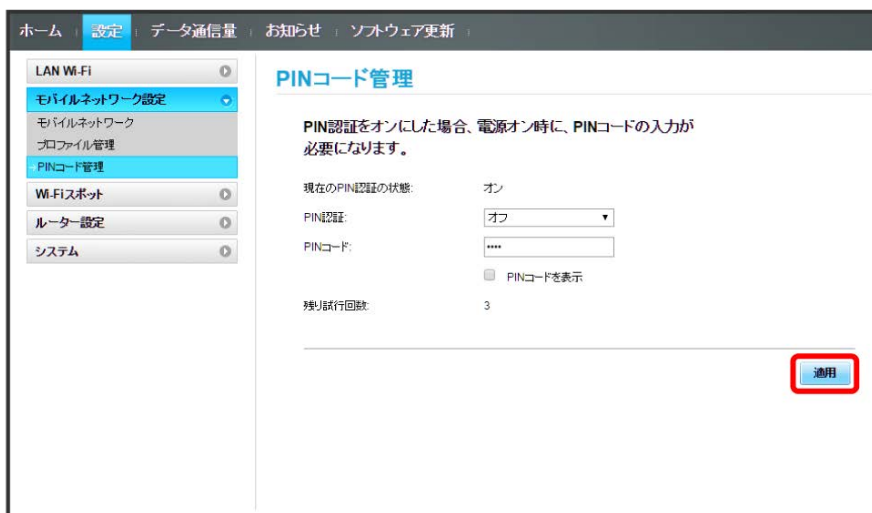 ホーム 設定 データ通信量 お知らせ ソフトウェア更新
LAN Wi-Fi
モバイルネットワーク設定
モバイルネットワーク
プロファイル管理
PINコード管理
Wi-Fiスポット
ルーター設定
システム
PINコード管理
PIN認証をオンにした場合、電源オン時に、PINコードの入力が
必要になります。
現在のPIN認証の状態: オン
PIN認証: オフ
PINコード: ••••
PINコードを表示
残り試行回数: 3
適用